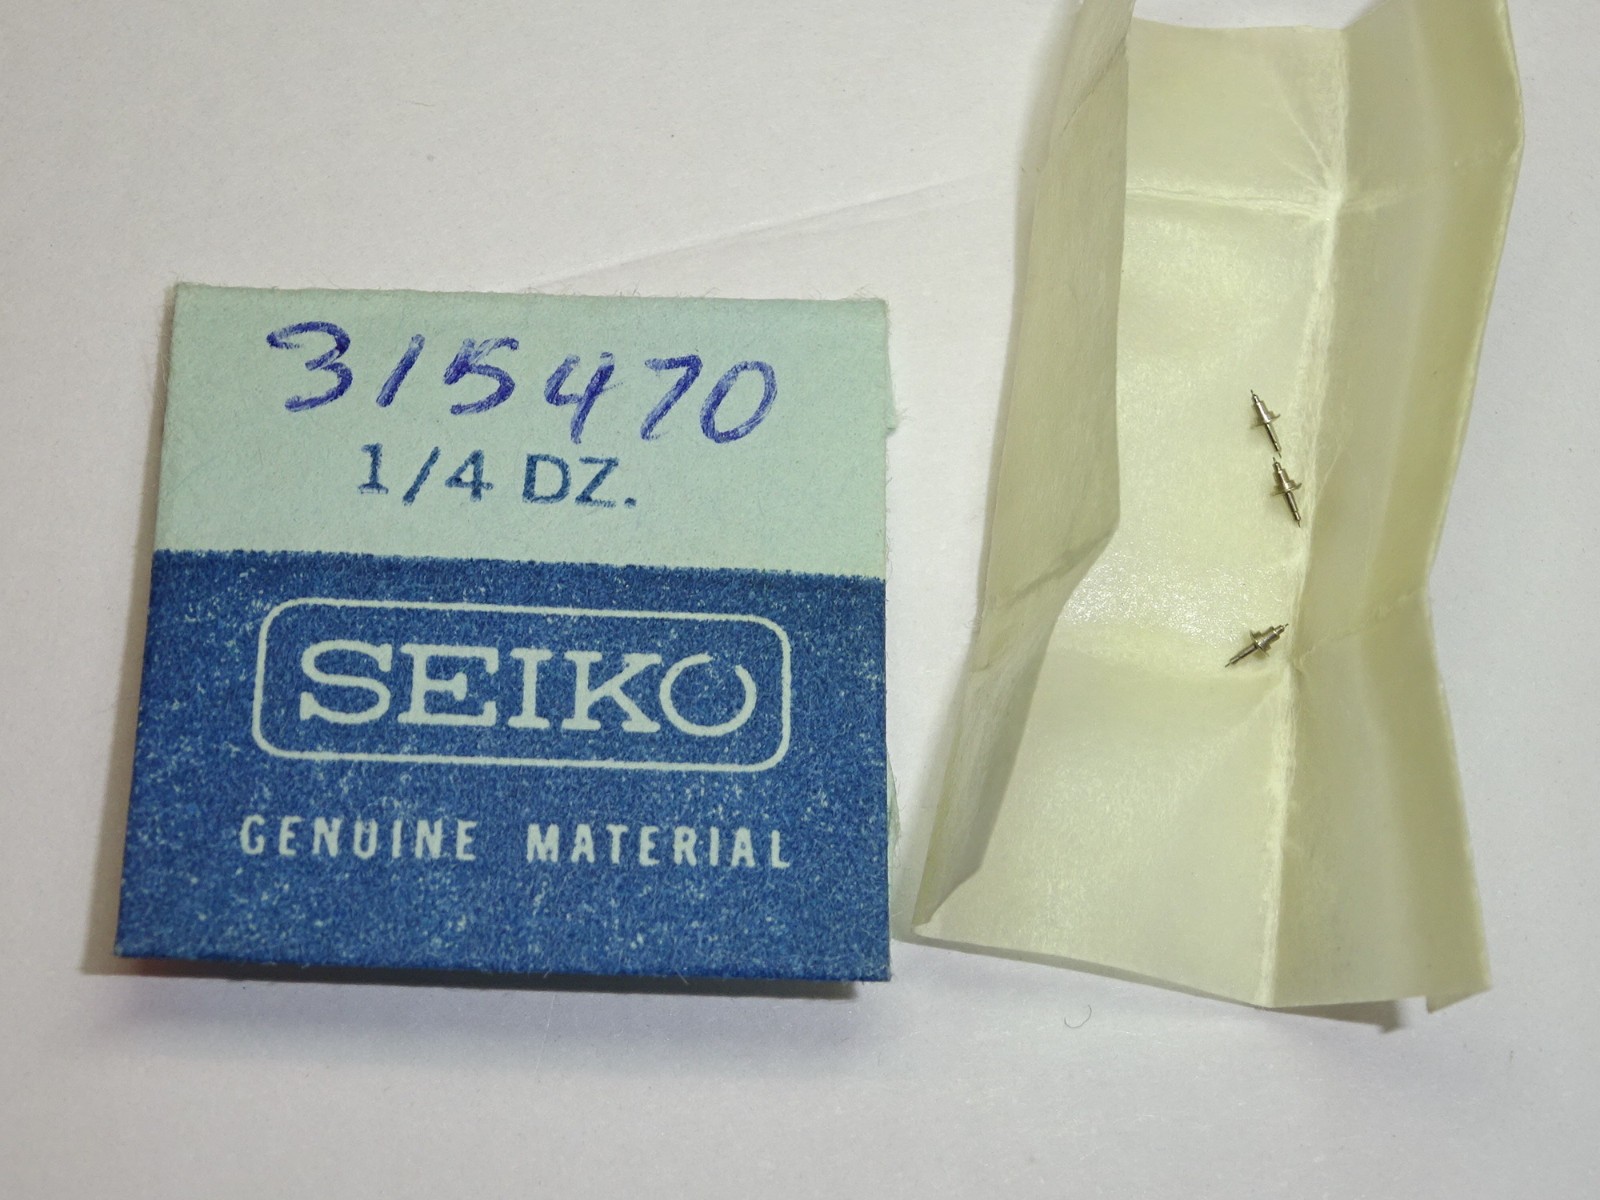 315470
1/4 DZ.
SEIKO
GENUINE MATERIAL